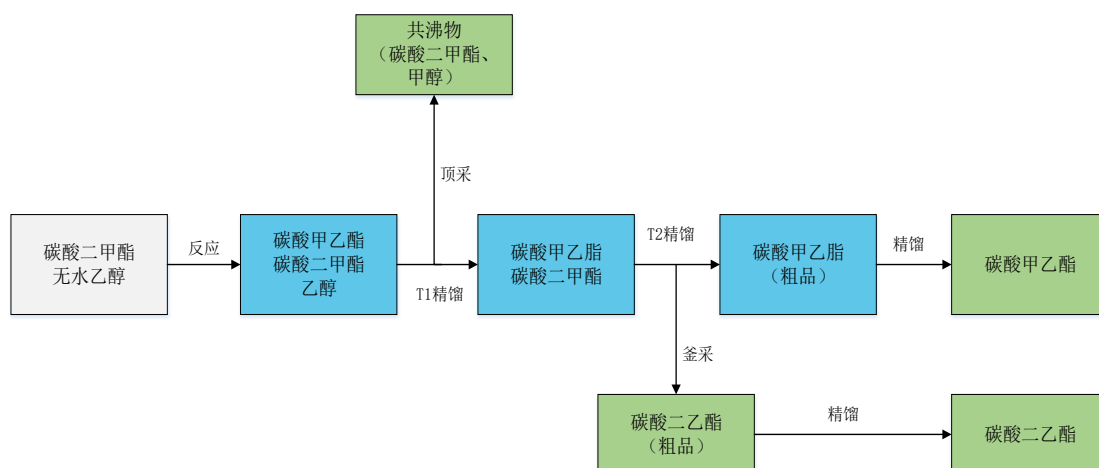 共沸物
（碳酸二甲酯、
甲醇）
顶采
碳酸二甲酯
无水乙醇
反应
碳酸甲乙酯
碳酸二甲酯
乙醇
T1精馏
碳酸甲乙脂
碳酸二甲酯
T2精馏
碳酸甲乙脂
（粗品）
精馏
碳酸甲乙酯
釜采
碳酸二乙酯
（粗品）
精馏
碳酸二乙酯